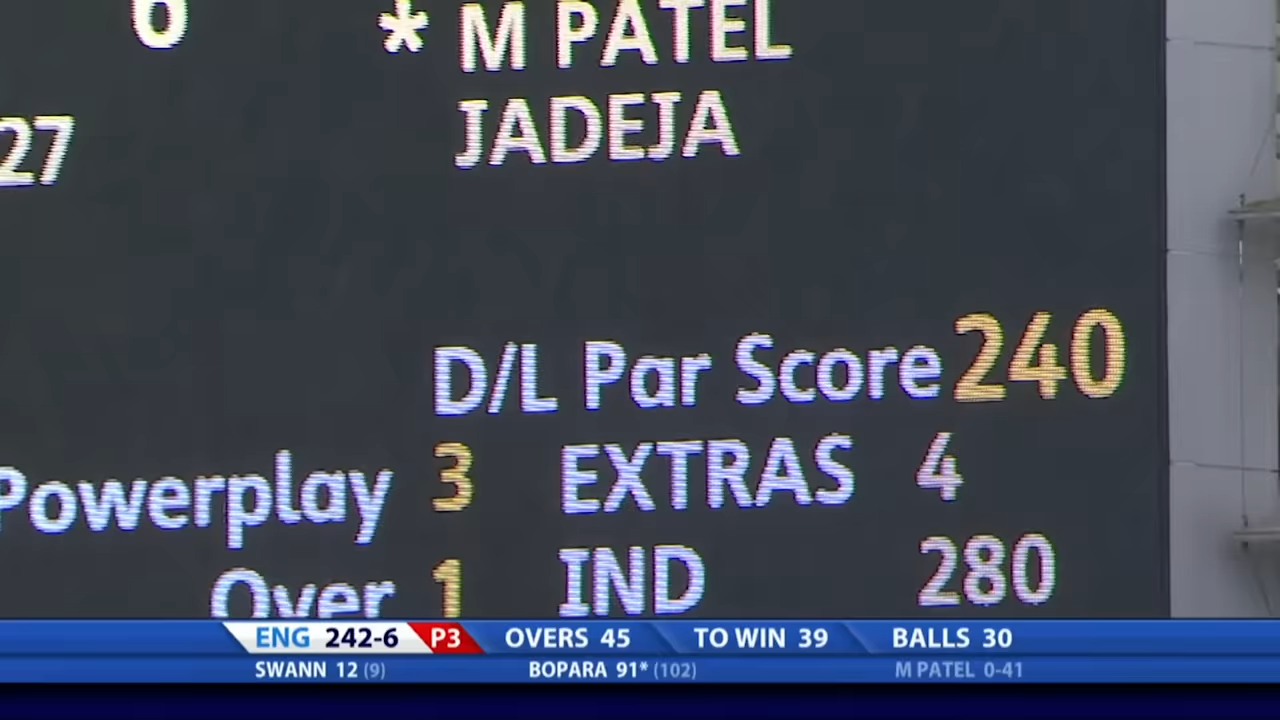 6
* M PATEL
27
JADEJA
D/L Par Score 240
Powerplay 3 EXTRAS 4
Over 1 IND 280
ENG 242-6 P3 OVERS 45 TO WIN 39 BALLS 30
SWANN 12 (9) BOPARA 91* (102) M PATEL 0-41